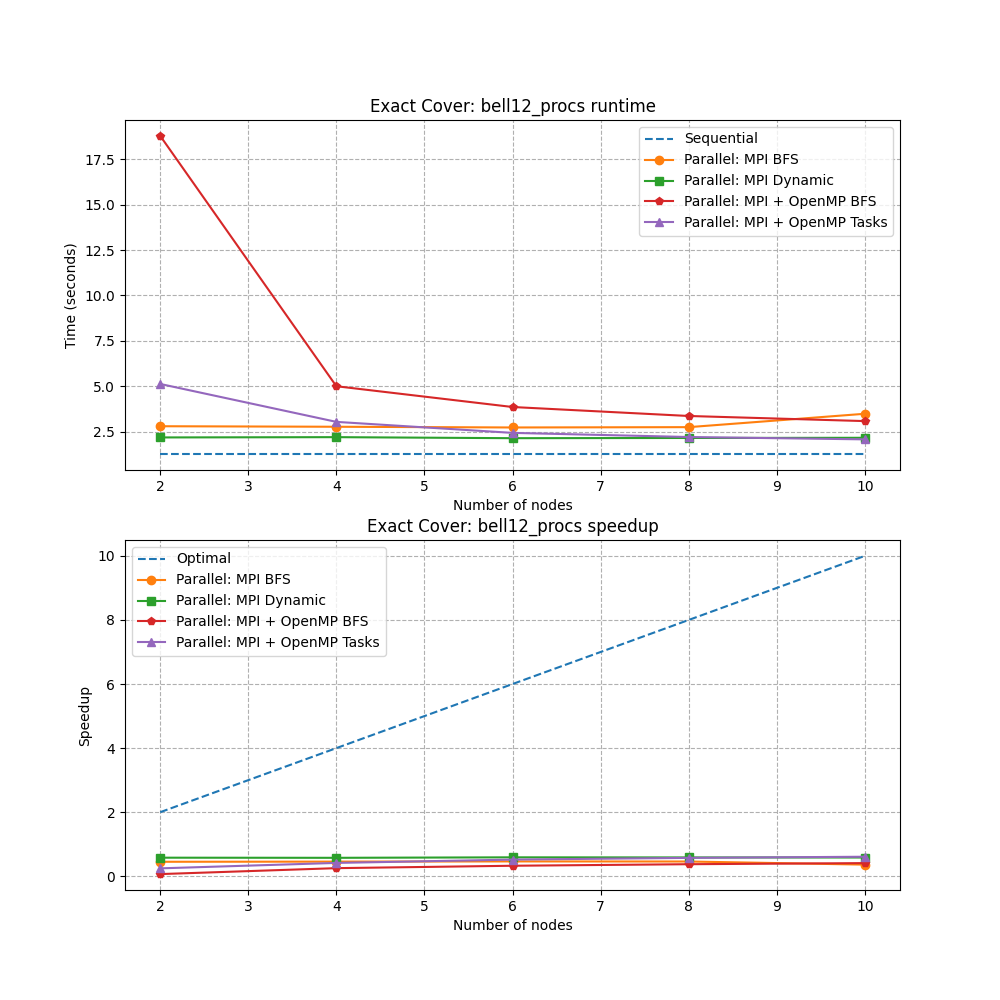 Exact Cover: bell12_procs runtime
Sequential
Parallel: MPI BFS
Parallel: MPI Dynamic
Parallel: MPI + OpenMP BFS
Parallel: MPI + OpenMP Tasks
17.5
15.0
12.5
10.0
7.5
5.0
2.5
Time (seconds)
2 3 4 5 6 7 8 9 10
Number of nodes
Exact Cover: bell12_procs speedup
Optimal
Parallel: MPI BFS
Parallel: MPI Dynamic
Parallel: MPI + OpenMP BFS
Parallel: MPI + OpenMP Tasks
10
8
6
4
2
0
Speedup
2 3 4 5 6 7 8 9 10
Number of nodes